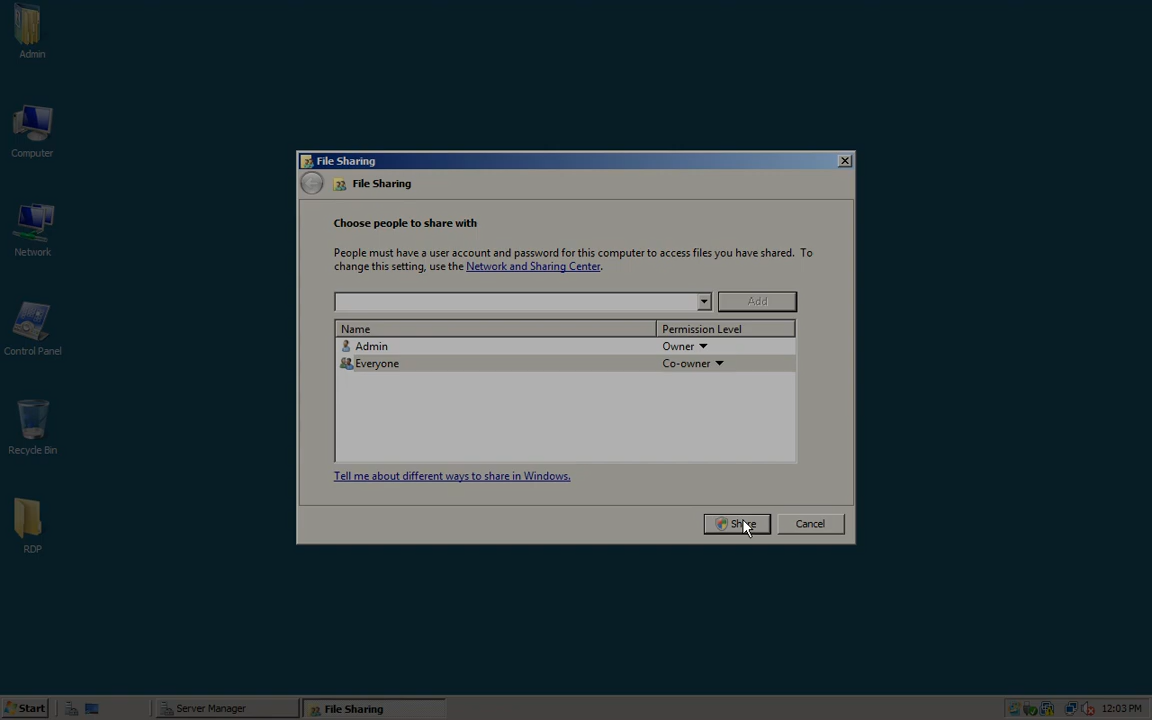 Admin
Computer
Network
Control Panel
Recycle Bin
RDP
File Sharing
File Sharing
Choose people to share with
People must have a user account and password for this computer to access files you have shared. To
change this setting, use the Network and Sharing Center.
Add
Name Permission Level
Admin Owner
Everyone Co-owner
Tell me about different ways to share in Windows.
Share Cancel
Start Server Manager File Sharing 12:03 PM